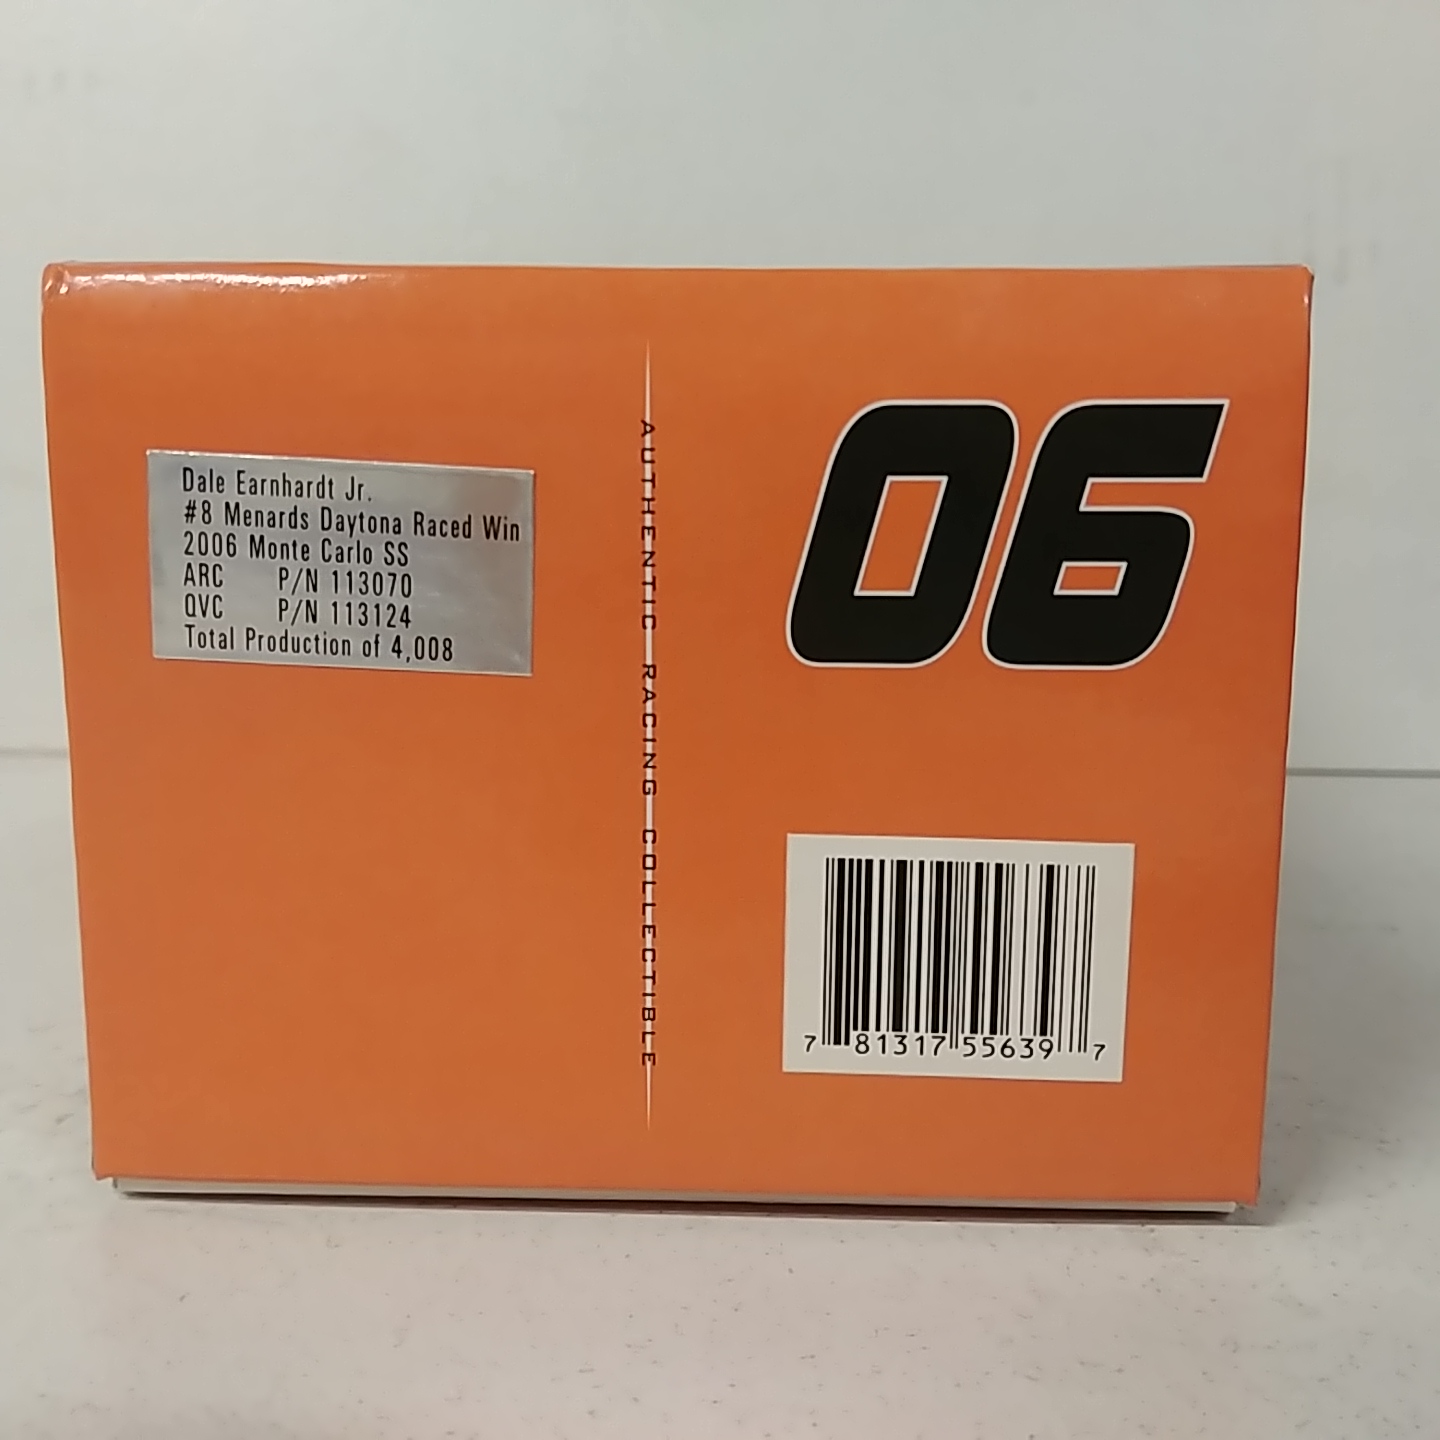 Dale Earnhardt Jr.
#8 Menards Daytona Raced Win
2006 Monte Carlo SS
ARC P/N 113070
QVC P/N 113124
Total Production of 4,008
AUTHENTIC RACING COLLECTIBLE
06
7 81317 55639 7